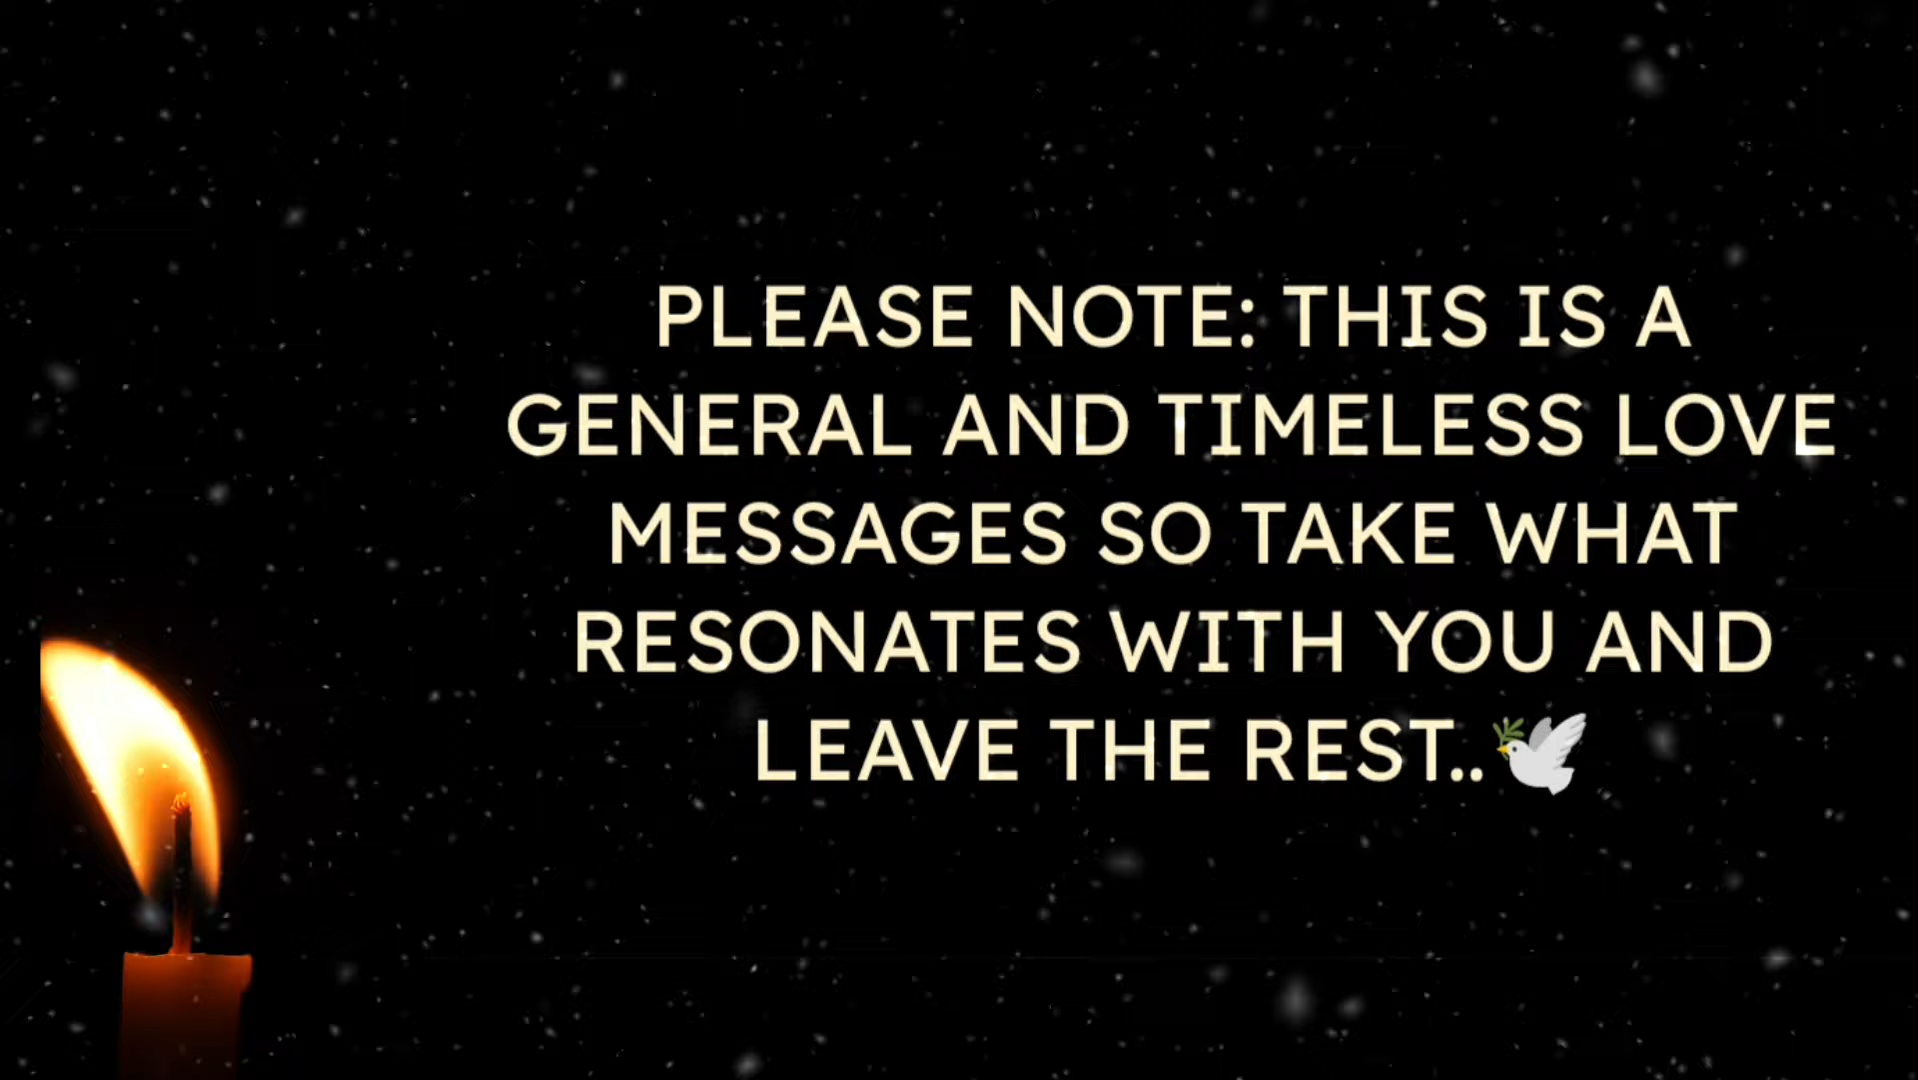 PLEASE NOTE: THIS IS A
GENERAL AND TIMELESS LOVE
MESSAGES SO TAKE WHAT
RESONATES WITH YOU AND
LEAVE THE REST..🕊️